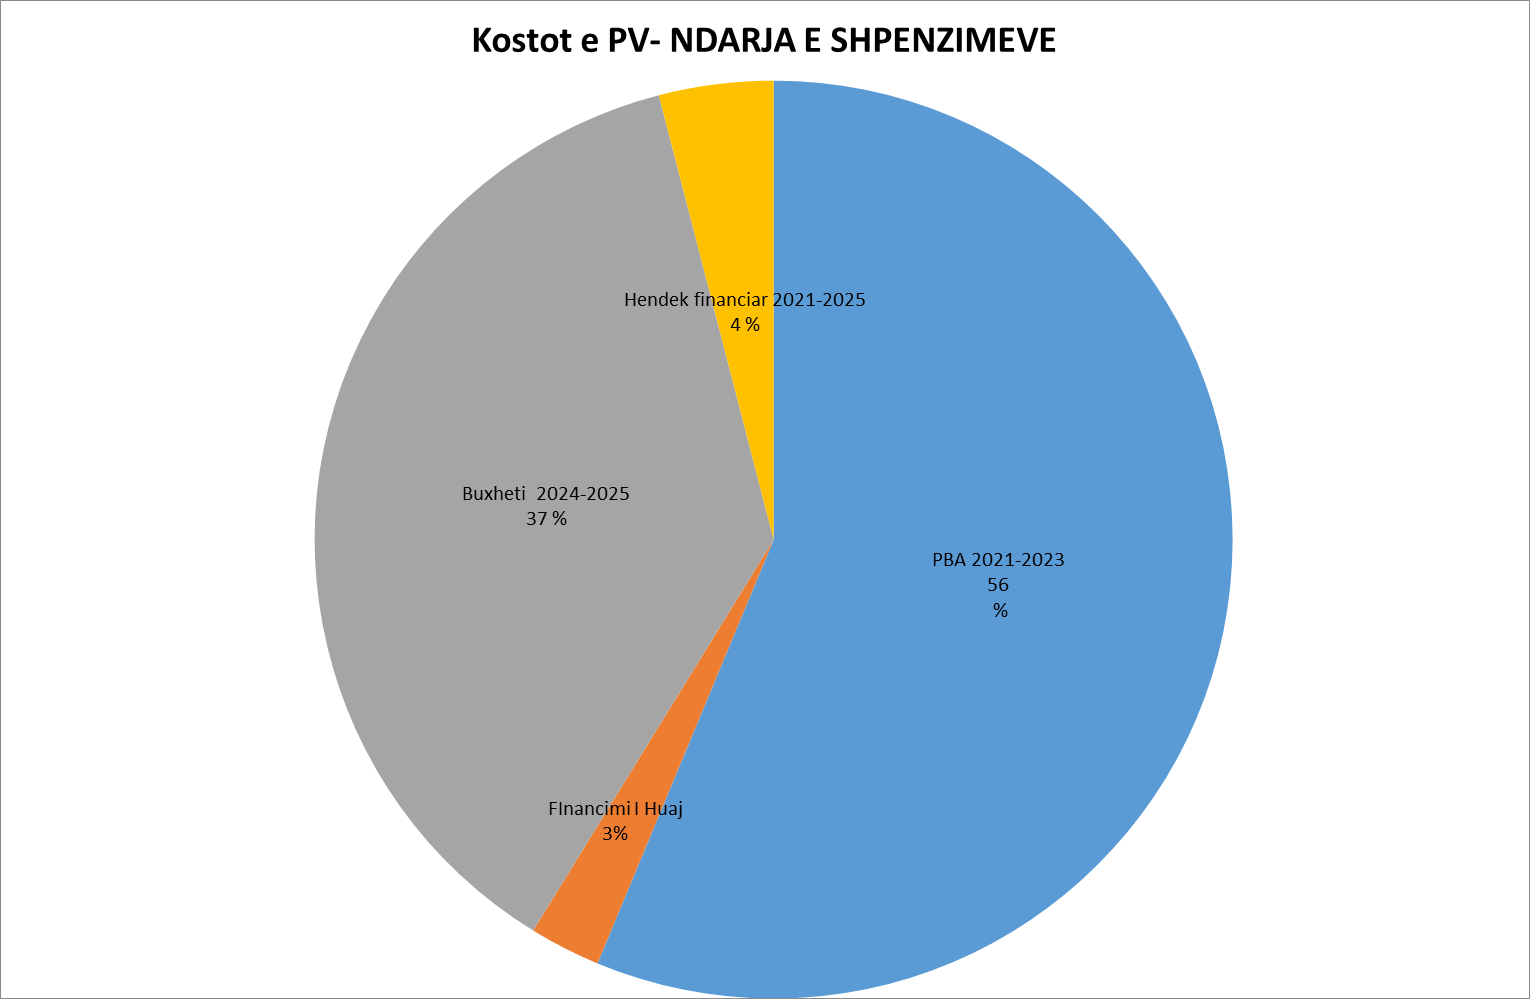 Kostot e PV- NDARJA E SHPENZIMEVE
Hendek financiar 2021-2025
4 %
Buxheti  2024-2025
37 %
PBA 2021-2023
56
%
FInancimi I Huaj
3%